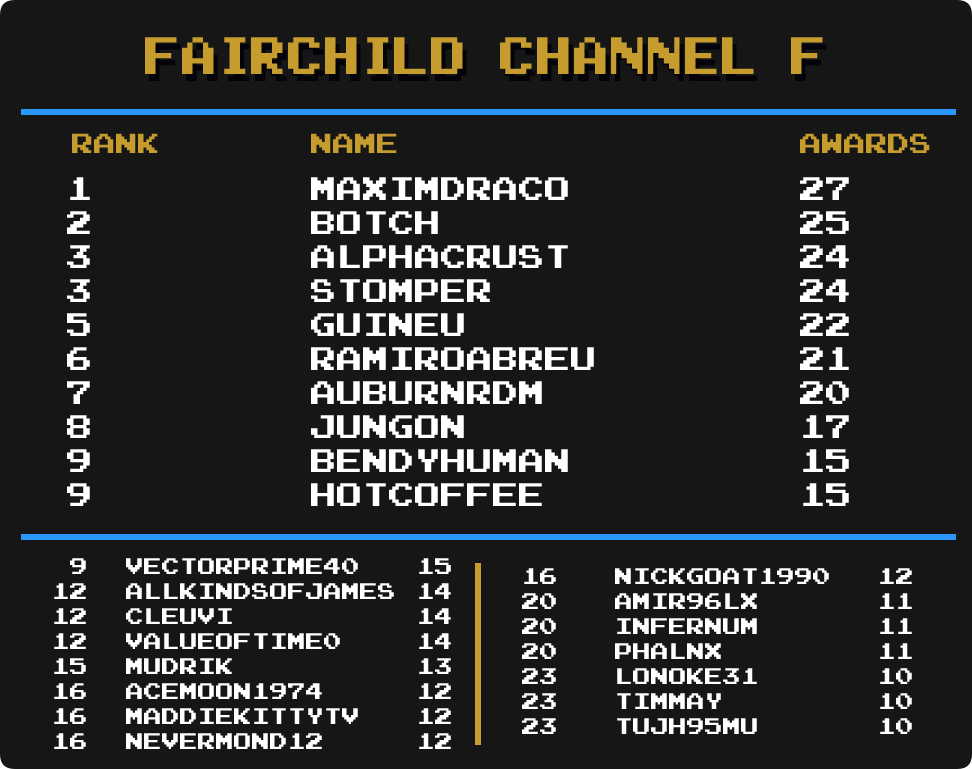 FAIRCHILD CHANNEL F
RANK NAME AWARDS
1 MAXIMDRACO 27
2 BOTCH 25
3 ALPHACRUST 24
3 STOMPER 24
5 GUINEU 22
6 RAMIROABREU 21
7 AUBURNRDM 20
8 JUNGON 17
9 BENDYHUMAN 15
9 HOTCOFFEE 15
9 VECTORPRIME40 15
12 ALLKINDSOFJAMES 14
12 CLEUVI 14
12 VALUEOFTIME0 14
15 MUDRIK 13
16 ACEMOON1974 12
16 MADDIEKITTYTV 12
16 NEVERMOND12 12
16 NICKGOAT1990 12
20 AMIR96LX 11
20 INFERNUM 11
20 PHALNX 11
23 LONOKE31 10
23 TIMMAY 10
23 TUJH95MU 10